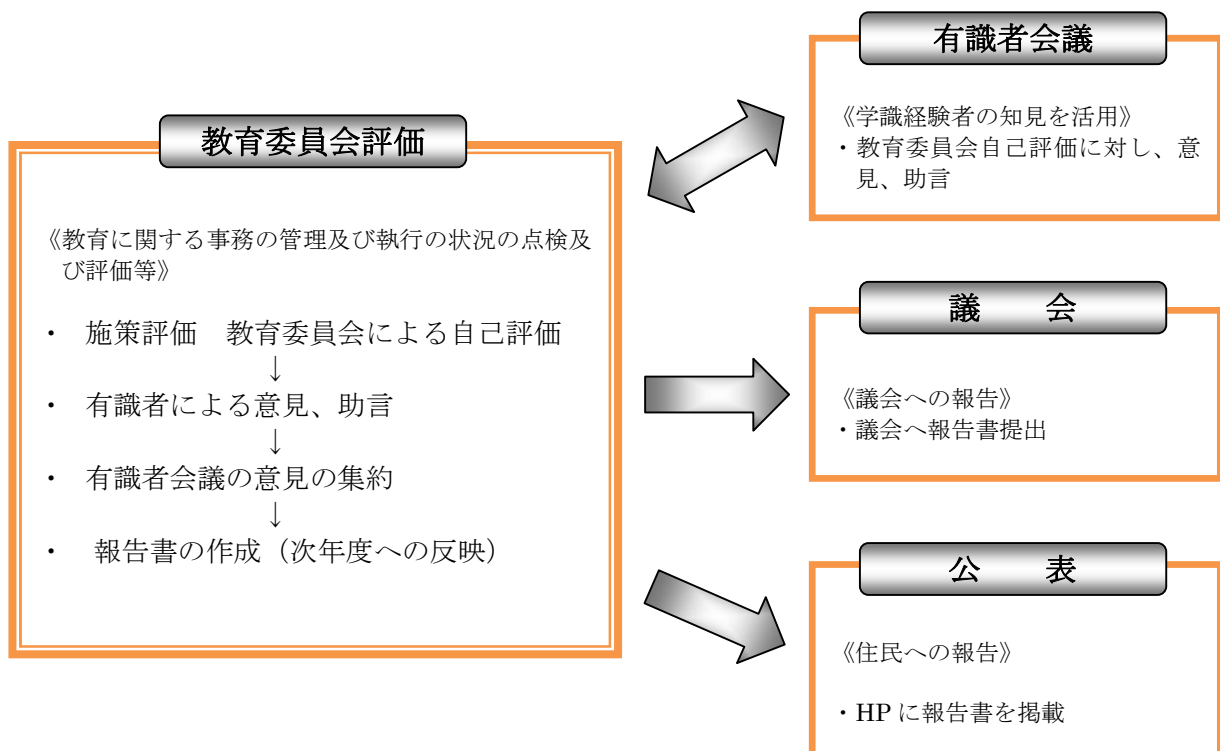 教育委員会評価
《教育に関する事務の管理及び執行の状況の点検及
び評価等》
・ 施策評価 教育委員会による自己評価
↓
・ 有識者による意見、助言
↓
・ 有識者会議の意見の集約
↓
・ 報告書の作成（次年度への反映）
有識者会議
《学識経験者の知見を活用》
・教育委員会自己評価に対し、意
見、助言
議　　会
《議会への報告》
・議会へ報告書提出
公　　表
《住民への報告》
・HP に報告書を掲載